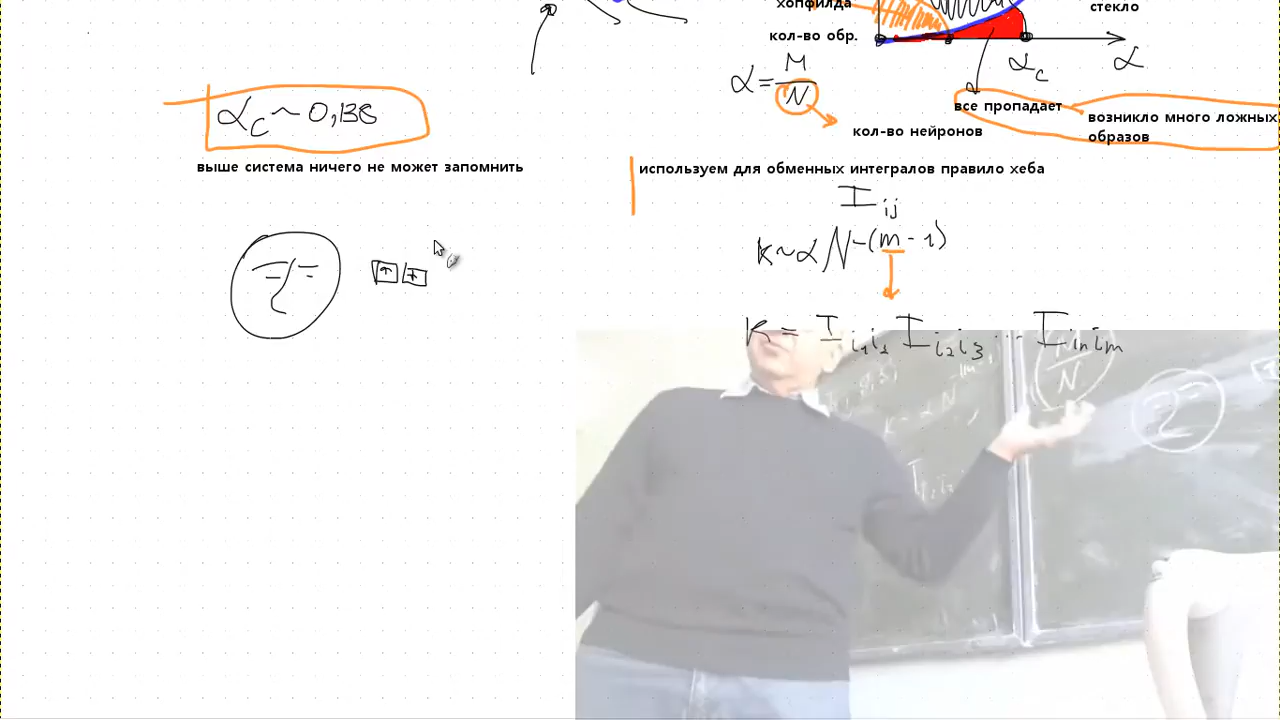 хопфилда
стекло
кол-во обр.
α = M / N
α_c
α
α_c ~ 0,138
все пропадает
возникло много ложных
образов
кол-во нейронов
выше система ничего не может запомнить
используем для обменных интегралов правило хеба
I_ij
κ ~ α N^-(m-1)
κ = I_i₁i₂ I_i₂i₃ ... I_iₙiₘ